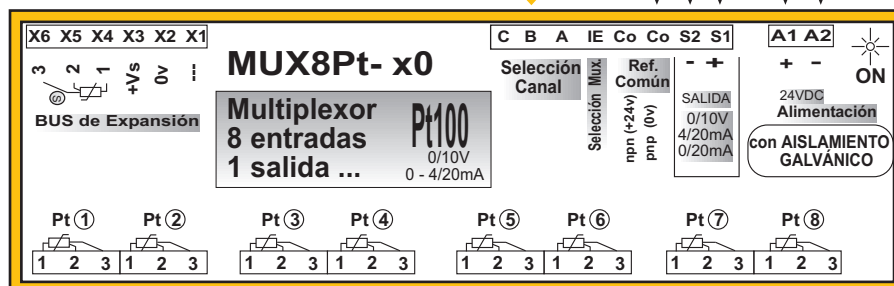 X6 X5 X4 X3 X2 X1
3 2 1 +Vs 0v ---
BUS de Expansión
MUX8Pt- x0
Multiplexor
8 entradas
1 salida ...
Pt100
0/10V
0 - 4/20mA
C B A IE Co Co S2 S1
Selección
Canal
Selección Mux.
Ref.
Común
npn (+24v)
pnp (0v)
- +
SALIDA
0/10V
4/20mA
0/20mA
A1 A2
+ -
24VDC
Alimentación
ON
con AISLAMIENTO
GALVÁNICO
Pt 1 Pt 2 Pt 3 Pt 4 Pt 5 Pt 6 Pt 7 Pt 8
1 2 3 1 2 3 1 2 3 1 2 3 1 2 3 1 2 3 1 2 3 1 2 3